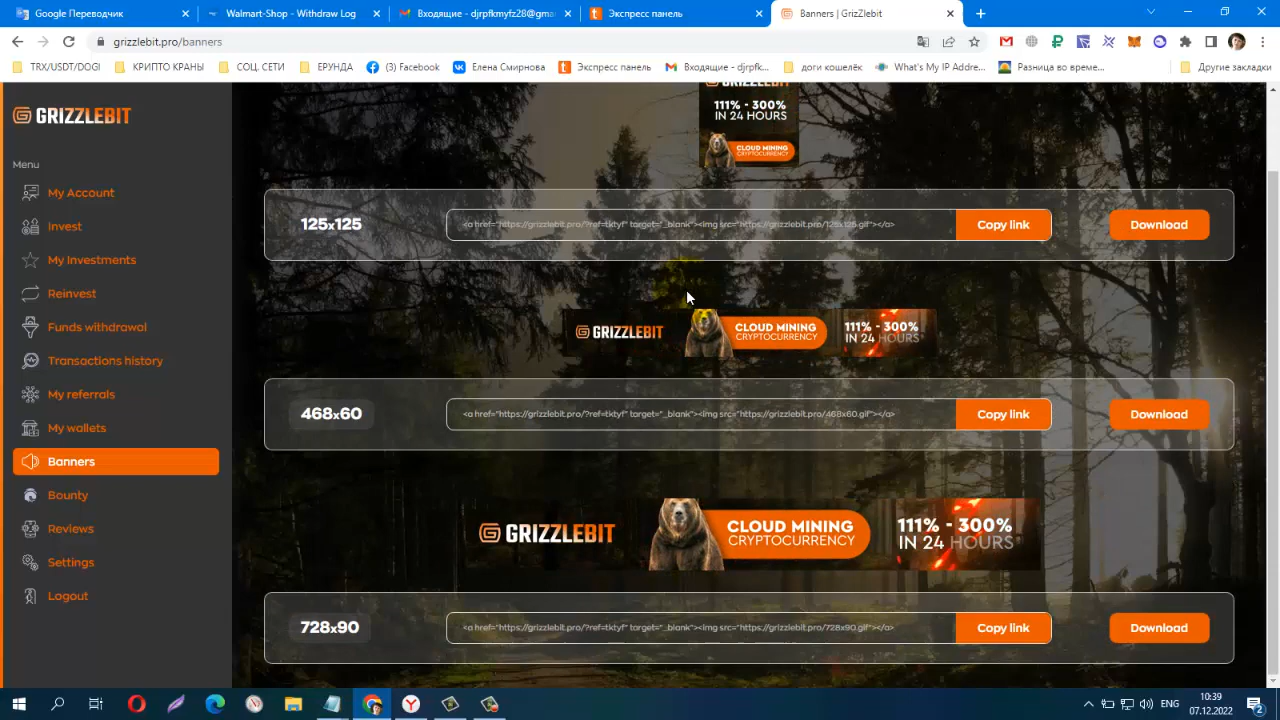 Google Переводчик
Walmart-Shop - Withdraw Log
Входящие - djrpfkmyfz28@gma
Экспресс панель
Banners | GrizZlebit
grizzlebit.pro/banners
TRX/USDT/DOGI
КРИПТО КРАНЫ
СОЦ. СЕТИ
ЕРУНДА
(3) Facebook
Елена Смирнова
Экспресс панель
Входящие - djrpfk...
доги кошелёк
What's My IP Addre...
Разница во време...
Другие закладки
GRIZZLEBIT
Menu
My Account
Invest
My Investments
Reinvest
Funds withdrawal
Transactions history
My referrals
My wallets
Banners
Bounty
Reviews
Settings
Logout
GRIZZLEBIT
111% - 300%
IN 24 HOURS
CLOUD MINING
CRYPTOCURRENCY
125x125
<a href="https://grizzlebit.pro/?ref=tktyf" target="_blank"><img src="https://grizzlebit.pro/125x125.gif"></a>
Copy link
Download
GRIZZLEBIT
CLOUD MINING
CRYPTOCURRENCY
111% - 300%
IN 24 HOURS
468x60
<a href="https://grizzlebit.pro/?ref=tktyf" target="_blank"><img src="https://grizzlebit.pro/468x60.gif"></a>
Copy link
Download
GRIZZLEBIT
CLOUD MINING
CRYPTOCURRENCY
111% - 300%
IN 24 HOURS
728x90
<a href="https://grizzlebit.pro/?ref=tktyf" target="_blank"><img src="https://grizzlebit.pro/728x90.gif"></a>
Copy link
Download
ENG
10:39
07.12.2022
2